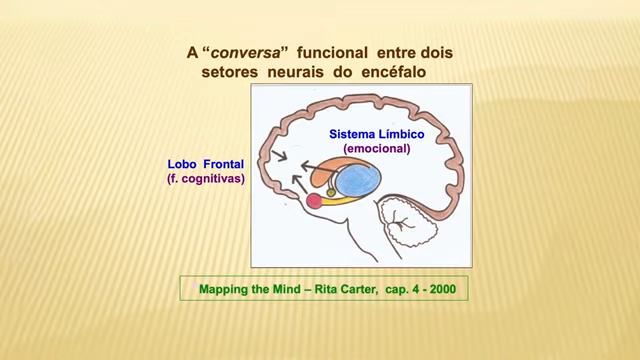 A “conversa” funcional entre dois
setores neurais do encéfalo
Sistema Límbico
(emocional)
Lobo Frontal
(f. cognitivas)
*Mapping the Mind – Rita Carter, cap. 4 - 2000